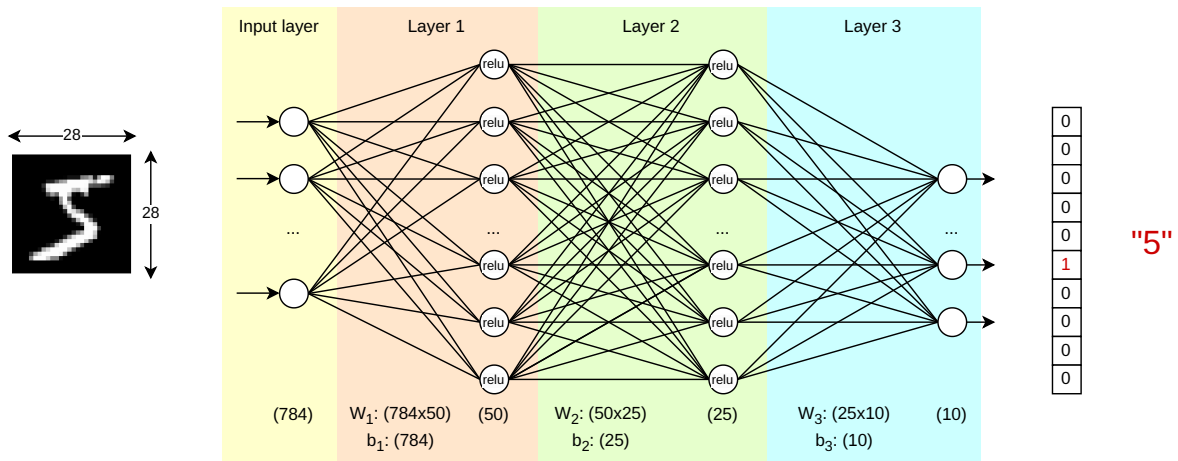 Input layer
Layer 1
Layer 2
Layer 3
relu
relu
relu
relu
relu
relu
relu
relu
relu
relu
relu
relu
...
...
...
...
28
28
0
0
0
0
0
1
0
0
0
0
"5"
(784)
W1: (784x50)
(50)
W2: (50x25)
(25)
W3: (25x10)
(10)
b1: (784)
b2: (25)
b3: (10)